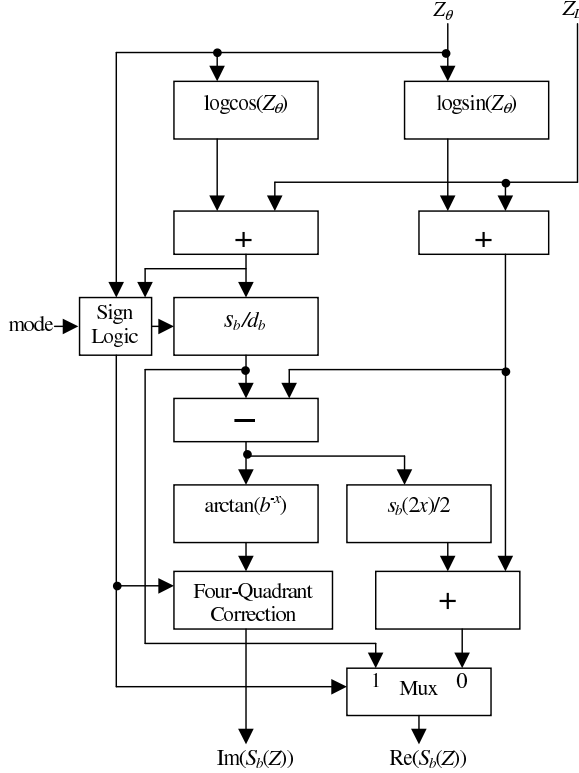 Z_θ Z_L
logcos(Z_θ) logsin(Z_θ)
+ +
mode Sign Logic s_b/d_b
−
arctan(b^-x) s_b(2x)/2
Four-Quadrant Correction +
1 Mux 0
Im(S_b(Z)) Re(S_b(Z))